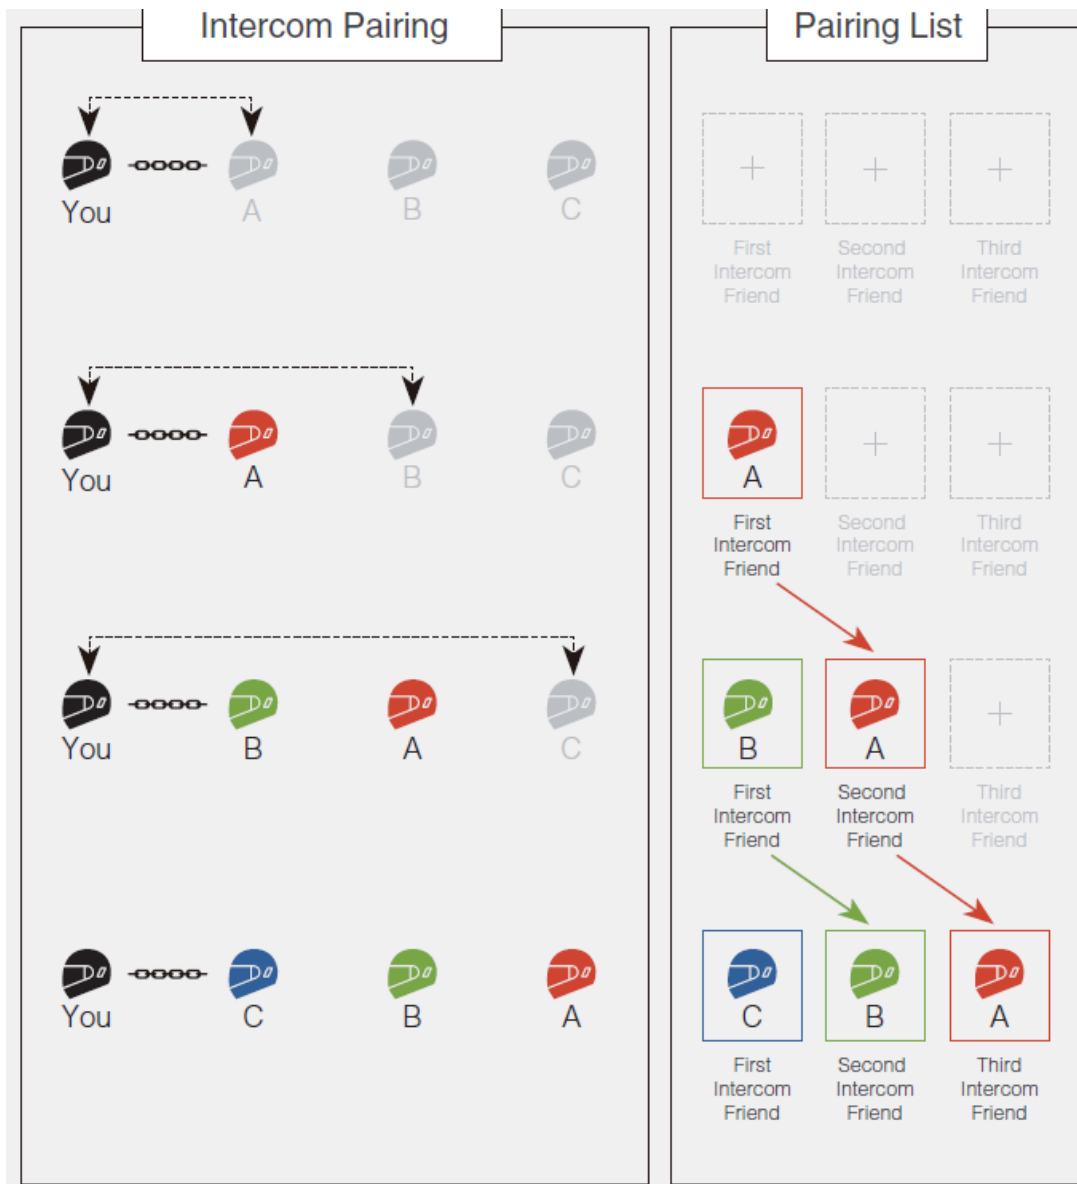 Intercom Pairing
Pairing List
You
A
B
C
First
Intercom
Friend
Second
Intercom
Friend
Third
Intercom
Friend
You
A
B
C
A
First
Intercom
Friend
Second
Intercom
Friend
Third
Intercom
Friend
You
B
A
C
B
A
First
Intercom
Friend
Second
Intercom
Friend
Third
Intercom
Friend
You
C
B
A
C
B
A
First
Intercom
Friend
Second
Intercom
Friend
Third
Intercom
Friend